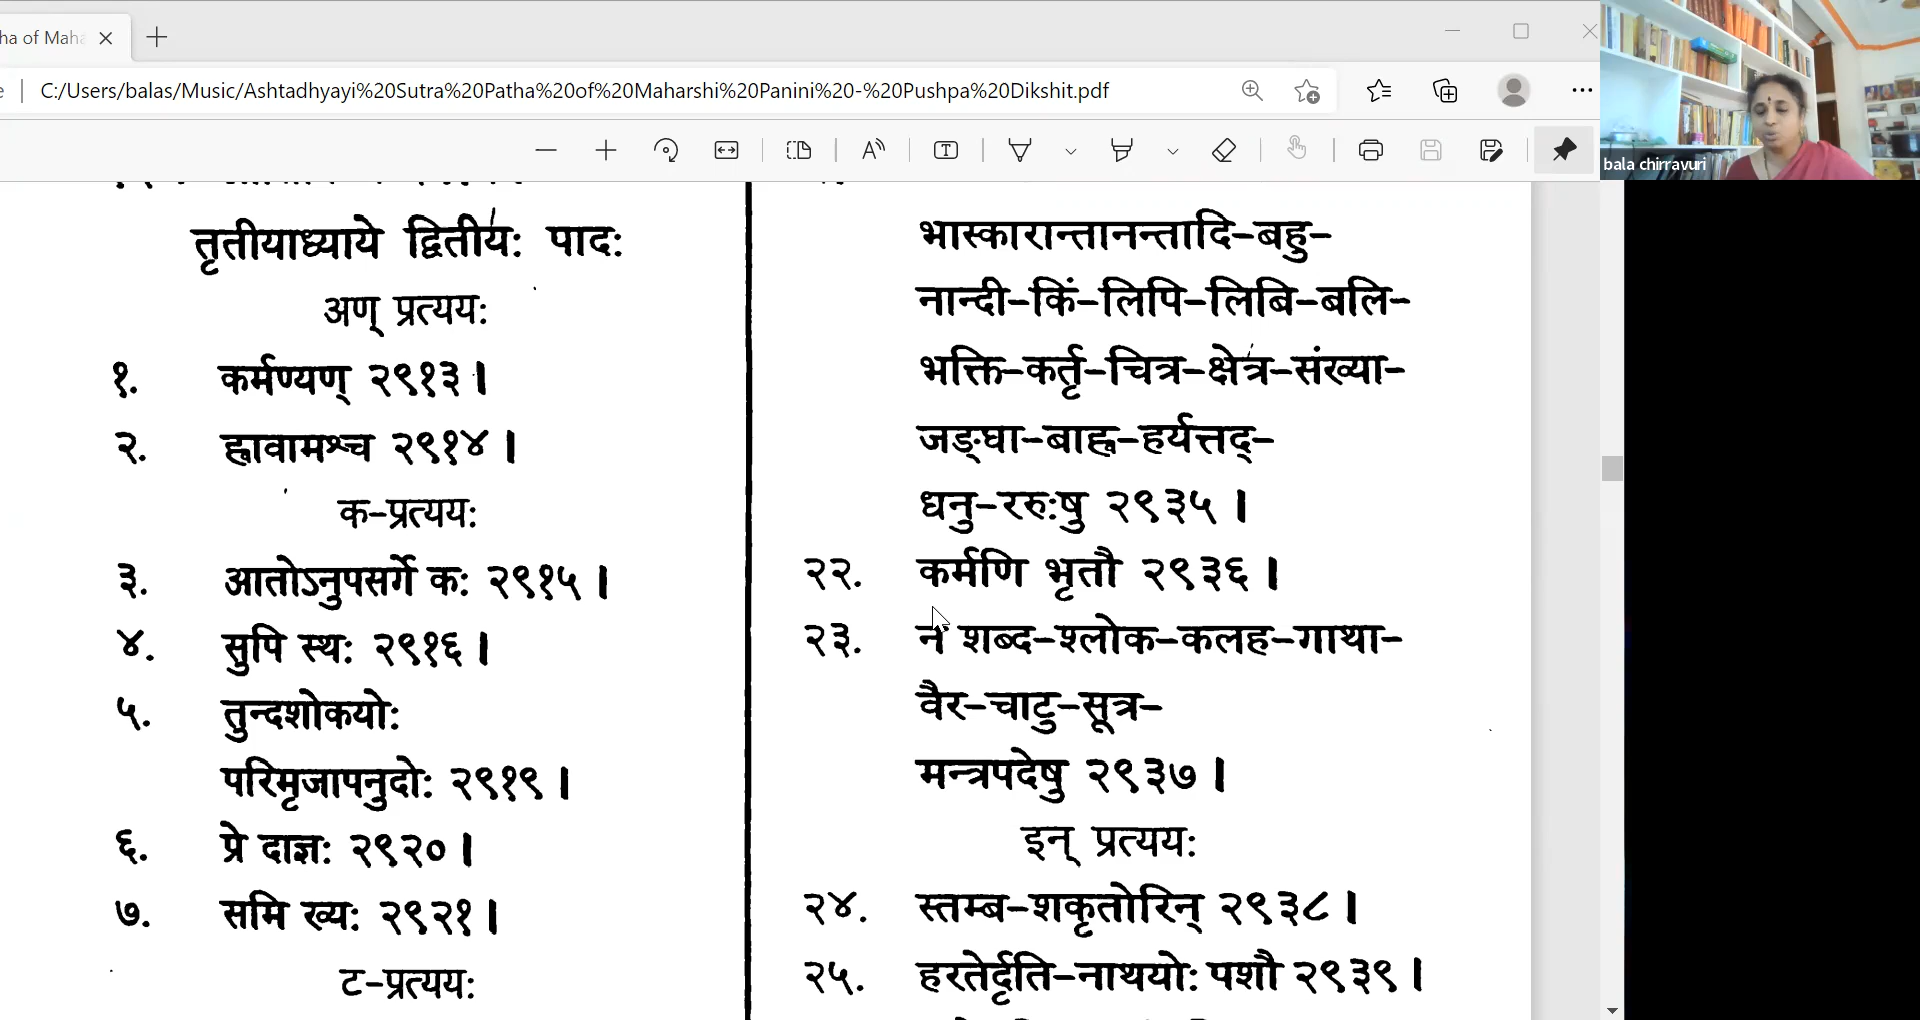 ha of Maha
C:/Users/balas/Music/Ashtadhyayi%20Sutra%20Patha%20of%20Maharshi%20Panini%20-%20Pushpa%20Dikshit.pdf
bala chirravuri
तृतीयाध्याये द्वितीयः पादः
अण् प्रत्ययः
१. कर्मण्यण् २९१३ ।
२. ह्वावामश्च २९१४ ।
क-प्रत्ययः
३. आतोऽनुपसर्गे कः २९१५ ।
४. सुपि स्थः २९१६ ।
५. तुन्दशोकयोः
परिमृजापनुदोः २९१९ ।
६. प्रे दाज्ञः २९२० ।
७. समि ख्यः २९२१ ।
ट-प्रत्ययः
भास्कारान्तानन्तादि-बहु-
नान्दी-किं-लिपि-लिबि-बलि-
भक्ति-कर्तृ-चित्र-क्षेत्र-संख्या-
जङ्घा-बाह्व-हर्यत्तद्-
धनु-ररुःषु २९३५ ।
२२. कर्मणि भृतौ २९३६ ।
२३. न शब्द-श्लोक-कलह-गाथा-
वैर-चाटु-सूत्र-
मन्त्रपदेषु २९३७ ।
इन् प्रत्ययः
२४. स्तम्ब-शकृतोरिन् २९३८ ।
२५. हरतेर्दृति-नाथयोः पशौ २९३९ ।